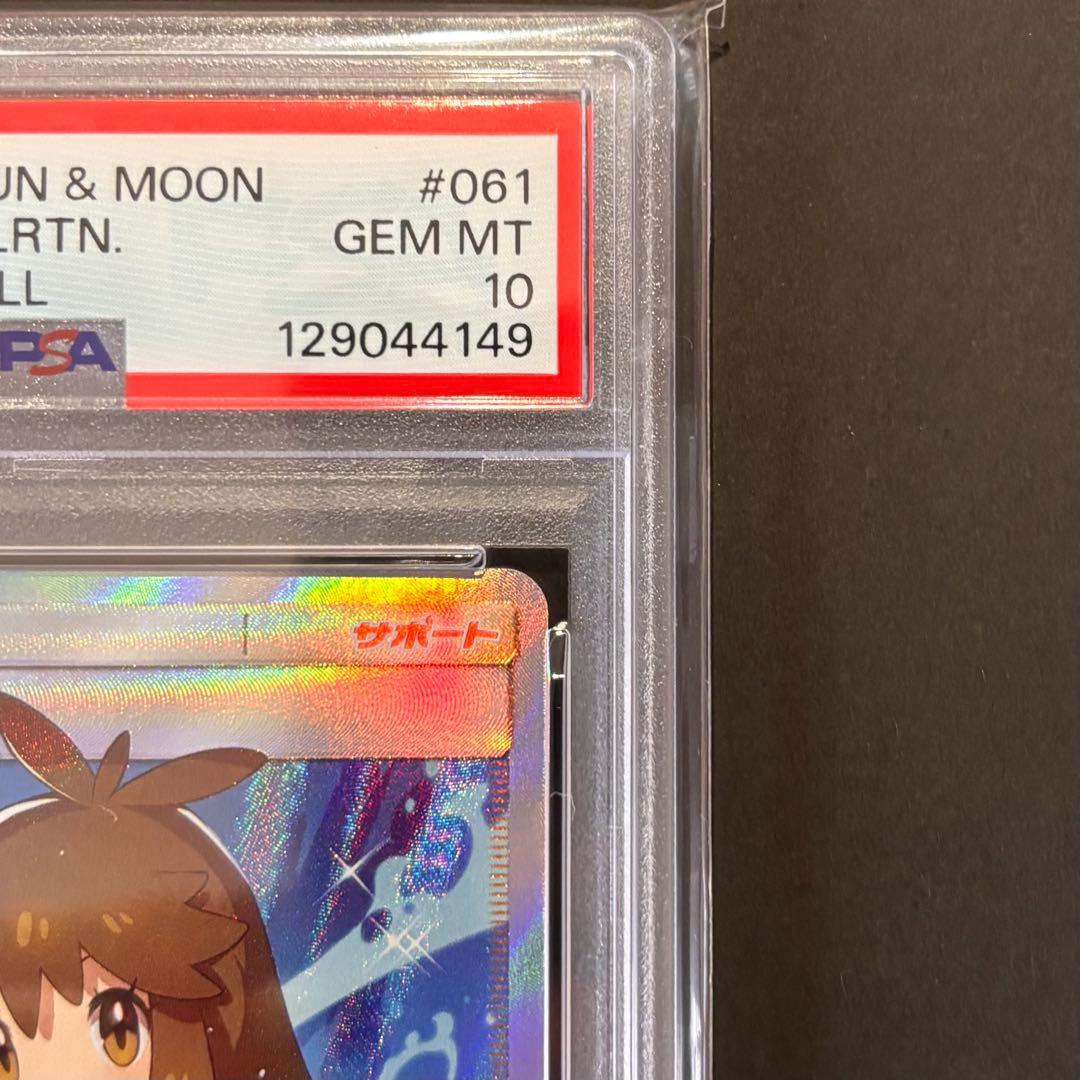 UN & MOON #061
LRTN. GEM MT
LL 10
PSA 129044149
サポート